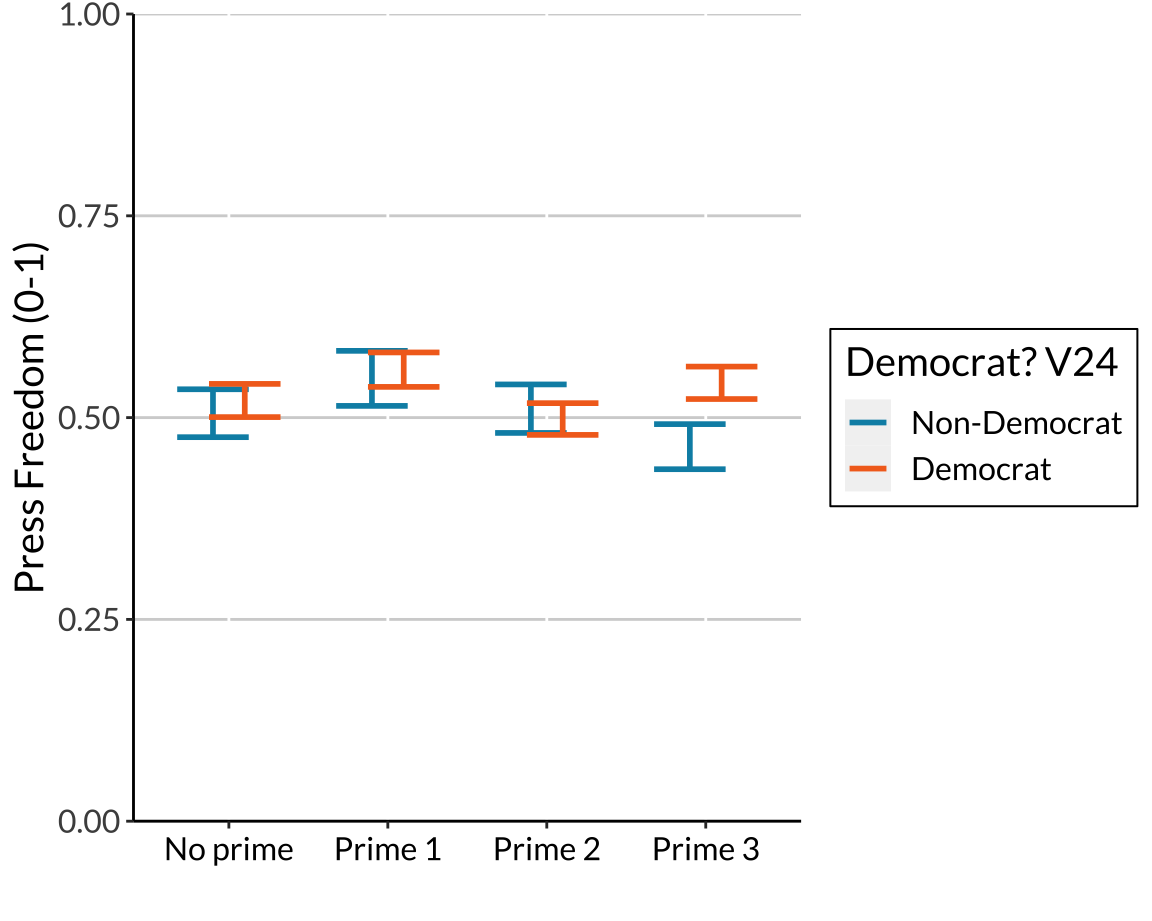 Press Freedom (0-1)
1.00
0.75
0.50
0.25
0.00
No prime
Prime 1
Prime 2
Prime 3
Democrat? V24
Non-Democrat
Democrat